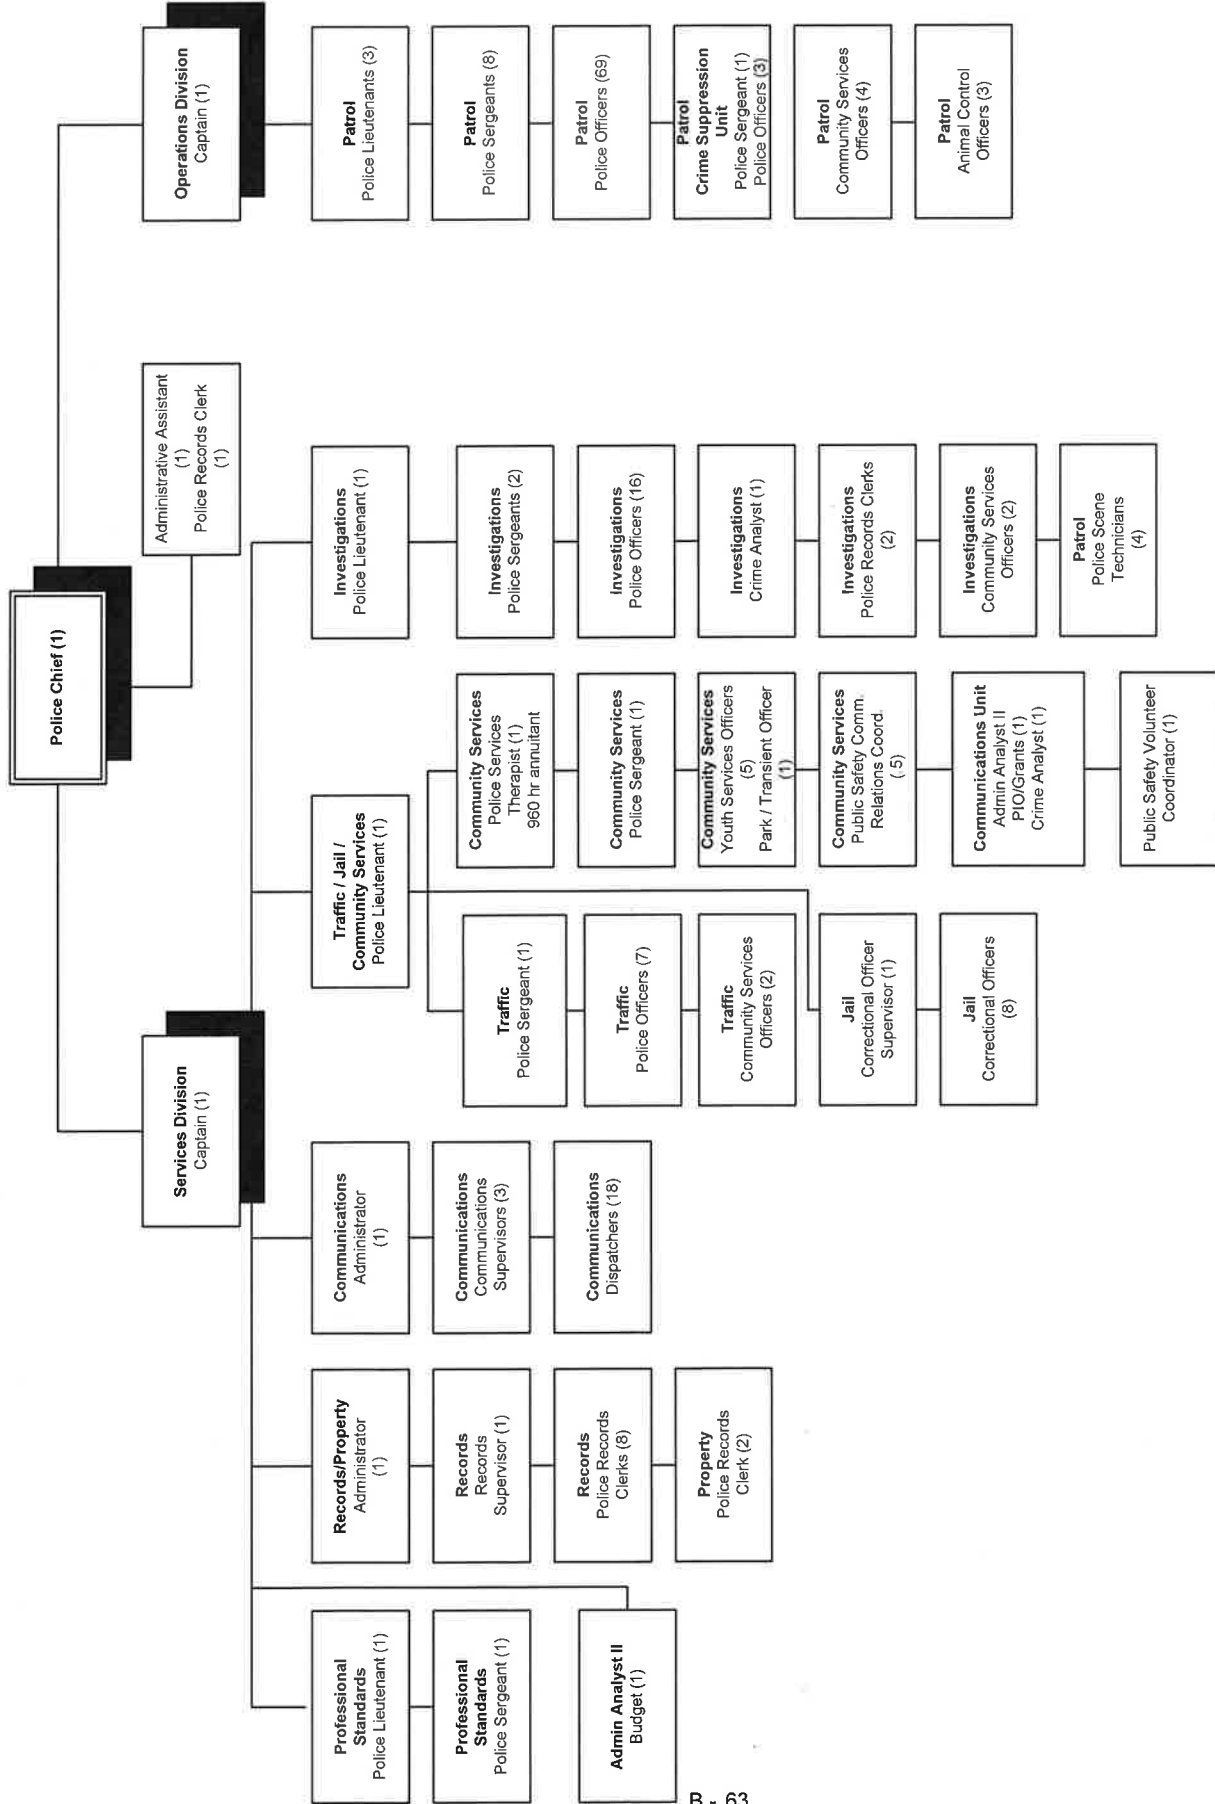 Police Chief (1)
Administrative Assistant
(1)
Police Records Clerk
(1)
Services Division
Captain (1)
Operations Division
Captain (1)
Professional
Standards
Police Lieutenant (1)
Professional
Standards
Police Sergeant (1)
Admin Analyst II
Budget (1)
Records/Property
Administrator
(1)
Records
Records
Supervisor (1)
Records
Police Records
Clerks (8)
Property
Police Records
Clerk (2)
Communications
Administrator
(1)
Communications
Communications
Supervisors (3)
Communications
Dispatchers (18)
Traffic / Jail /
Community Services
Police Lieutenant (1)
Traffic
Police Sergeant (1)
Traffic
Police Officers (7)
Traffic
Community Services
Officers (2)
Jail
Correctional Officer
Supervisor (1)
Jail
Correctional Officers
(8)
Community Services
Police Services
Therapist (1)
960 hr annuitant
Community Services
Police Sergeant (1)
Community Services
Youth Services Officers
(5)
Park / Transient Officer
(1)
Community Services
Public Safety Comm.
Relations Coord.
(.5)
Communications Unit
Admin Analyst II
PIO/Grants (1)
Crime Analyst (1)
Public Safety Volunteer
Coordinator (1)
Investigations
Police Lieutenant (1)
Investigations
Police Sergeants (2)
Investigations
Police Officers (16)
Investigations
Crime Analyst (1)
Investigations
Police Records Clerks
(2)
Investigations
Community Services
Officers (2)
Patrol
Police Scene
Technicians
(4)
Patrol
Police Lieutenants (3)
Patrol
Police Sergeants (8)
Patrol
Police Officers (69)
Patrol
Crime Suppression
Unit
Police Sergeant (1)
Police Officers (3)
Patrol
Community Services
Officers (4)
Patrol
Animal Control
Officers (3)
B - 63